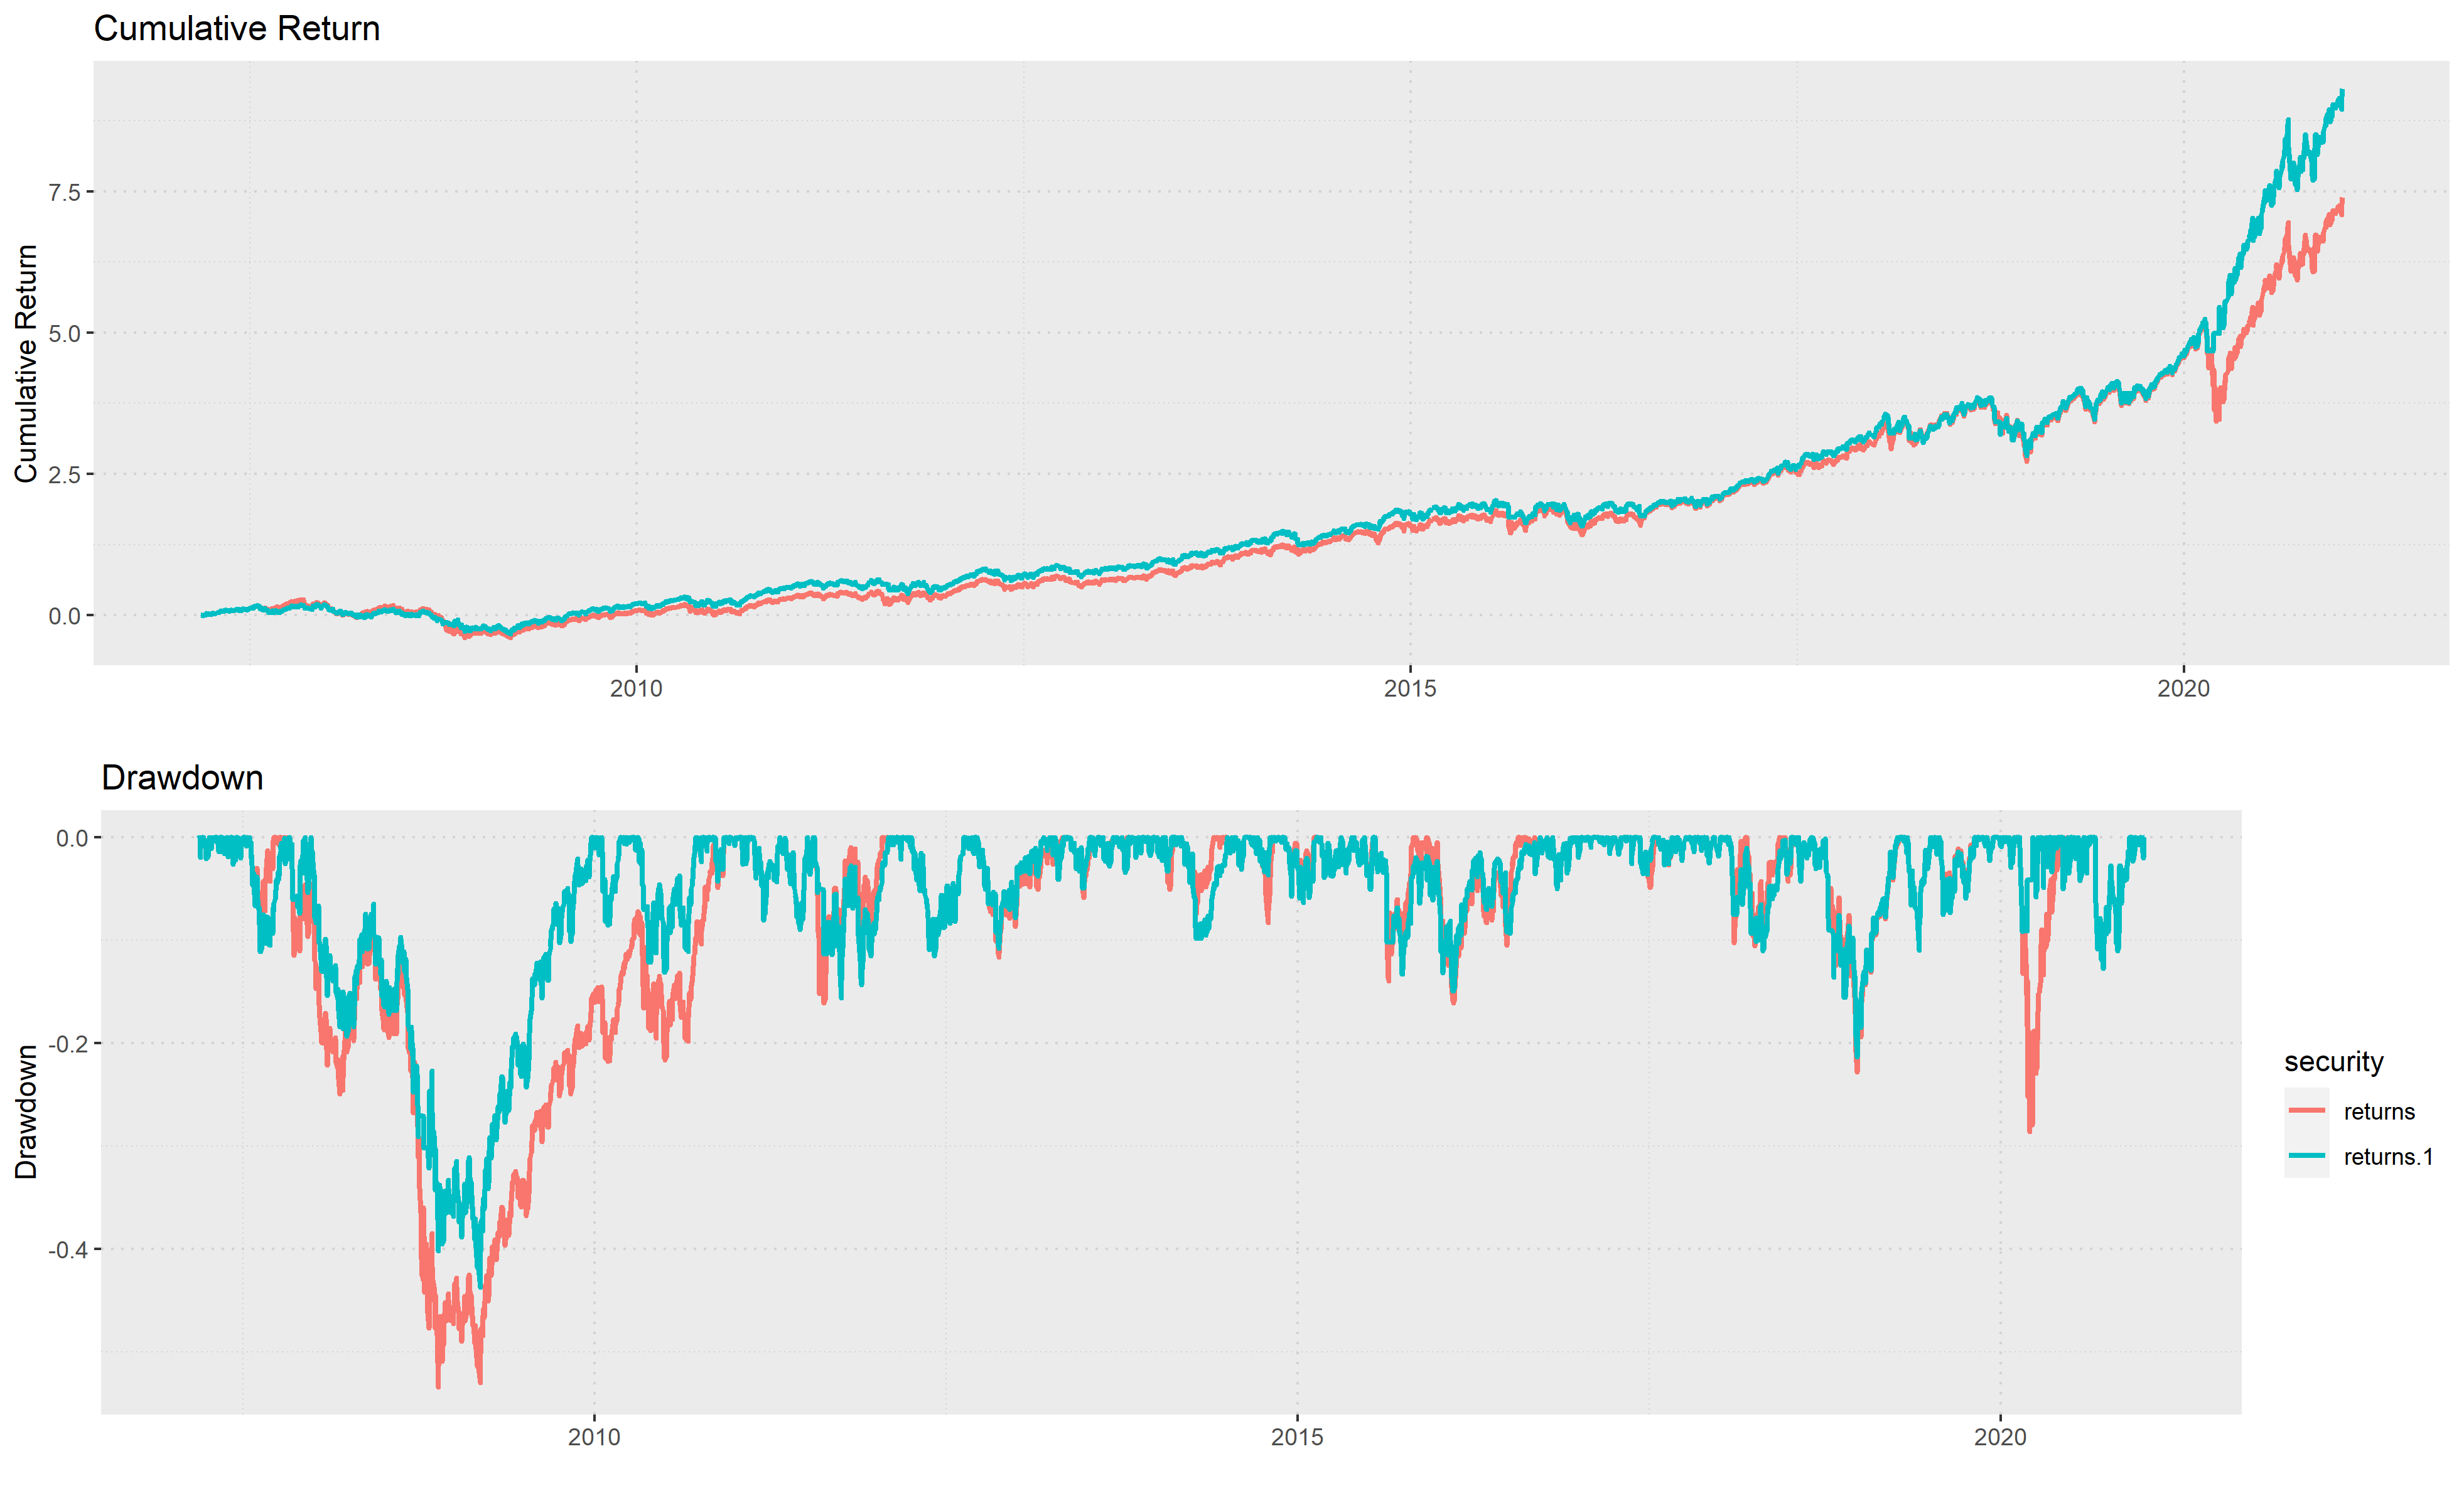 Cumulative Return
Cumulative Return
7.5
5.0
2.5
0.0
2010 2015 2020
Drawdown
Drawdown
0.0
-0.2
-0.4
2010 2015 2020
security
returns
returns.1